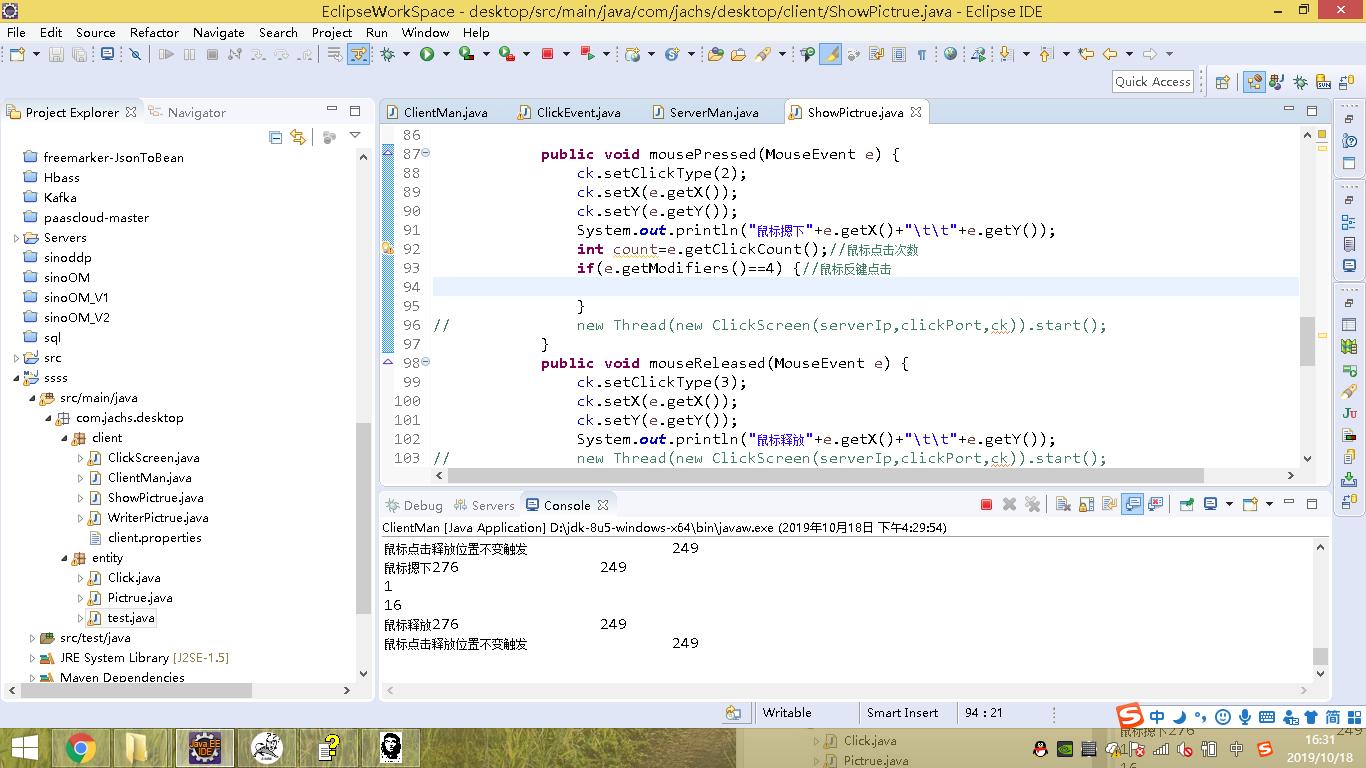 EclipseWorkSpace - desktop/src/main/java/com/jachs/desktop/client/ShowPictrue.java - Eclipse IDE
File Edit Source Refactor Navigate Search Project Run Window Help
Quick Access
Project Explorer Navigator
freemarker-JsonToBean
Hbass
Kafka
paascloud-master
Servers
sinoddp
sinoOM
sinoOM_V1
sinoOM_V2
sql
src
ssss
src/main/java
com.jachs.desktop
client
ClickScreen.java
ClientMan.java
ShowPictrue.java
WriterPictrue.java
client.properties
entity
Click.java
Pictrue.java
test.java
src/test/java
JRE System Library [J2SE-1.5]
Maven Dependencies
ClientMan.java ClickEvent.java ServerMan.java ShowPictrue.java
86
87 public void mousePressed(MouseEvent e) {
88 ck.setClickType(2);
89 ck.setX(e.getX());
90 ck.setY(e.getY());
91 System.out.println("鼠标摁下"+e.getX()+"\t\t"+e.getY());
92 int count=e.getClickCount();//鼠标点击次数
93 if(e.getModifiers()==4) {//鼠标反键点击
94
95 }
96 // new Thread(new ClickScreen(serverIp,clickPort,ck)).start();
97 }
98 public void mouseReleased(MouseEvent e) {
99 ck.setClickType(3);
100 ck.setX(e.getX());
101 ck.setY(e.getY());
102 System.out.println("鼠标释放"+e.getX()+"\t\t"+e.getY());
103 // new Thread(new ClickScreen(serverIp,clickPort,ck)).start();
Debug Servers Console
ClientMan [Java Application] D:\jdk-8u5-windows-x64\bin\javaw.exe (2019年10月18日 下午4:29:54)
鼠标点击释放位置不变触发 249
鼠标摁下276 249
1
16
鼠标释放276 249
鼠标点击释放位置不变触发 249
Writable Smart Insert 94 : 21
中 简
Java EE
IDE
Click.java
Pictrue.java
鼠标摁下276 249
16
中
16:31
2019/10/18